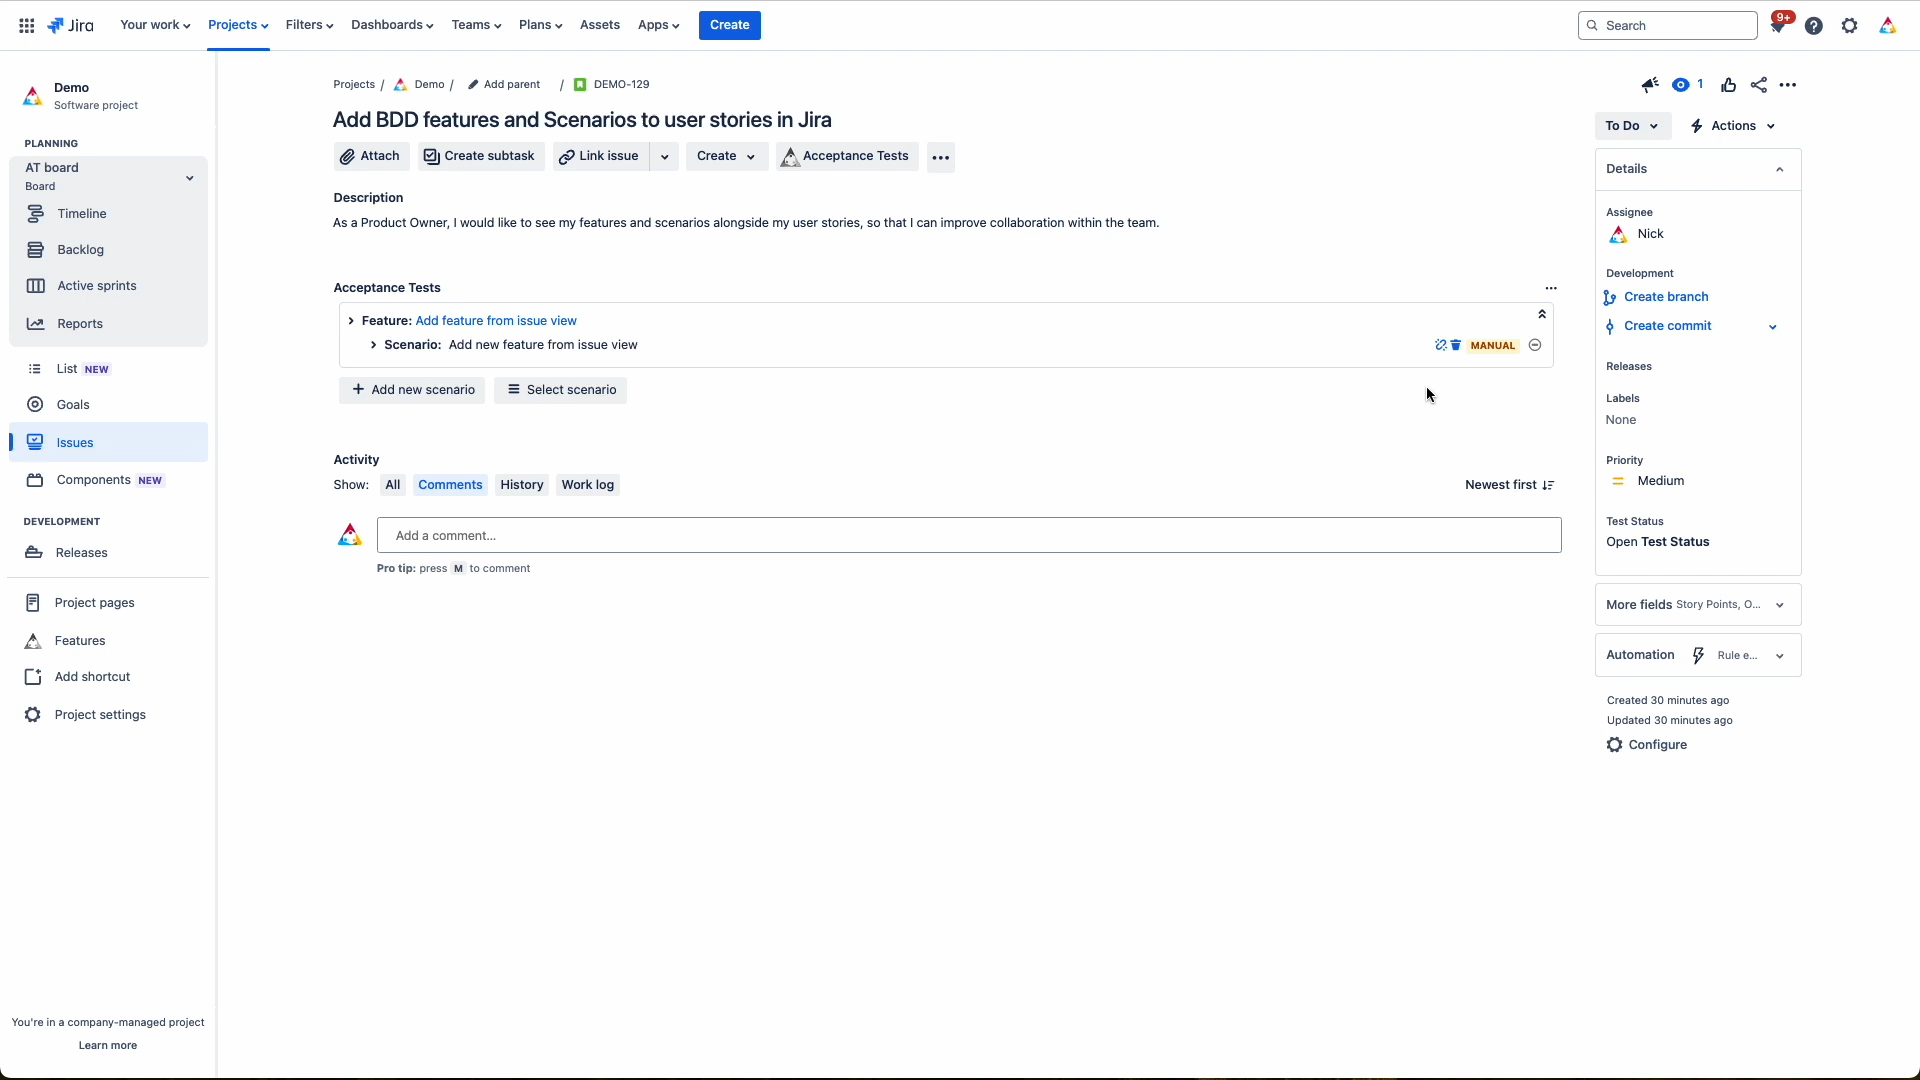 Jira
Your work
Projects
Filters
Dashboards
Teams
Plans
Assets
Apps
Create
Search
9+
Demo
Software project
PLANNING
AT board
Board
Timeline
Backlog
Active sprints
Reports
List NEW
Goals
Issues
Components NEW
DEVELOPMENT
Releases
Project pages
Features
Add shortcut
Project settings
You're in a company-managed project
Learn more
Projects / Demo / Add parent / DEMO-129
1
Add BDD features and Scenarios to user stories in Jira
Attach
Create subtask
Link issue
Create
Acceptance Tests
Description
As a Product Owner, I would like to see my features and scenarios alongside my user stories, so that I can improve collaboration within the team.
Acceptance Tests
Feature: Add feature from issue view
Scenario: Add new feature from issue view
MANUAL
+ Add new scenario
Select scenario
Activity
Show: All Comments History Work log
Newest first
Add a comment...
Pro tip: press M to comment
To Do
Actions
Details
Assignee
Nick
Development
Create branch
Create commit
Releases
Labels
None
Priority
Medium
Test Status
Open Test Status
More fields Story Points, O...
Automation Rule e...
Created 30 minutes ago
Updated 30 minutes ago
Configure